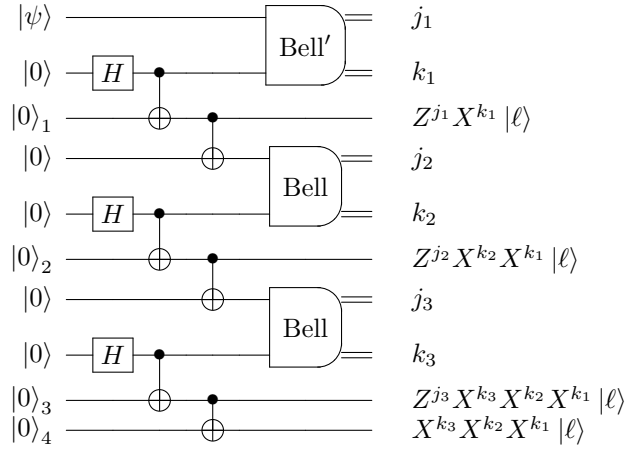 |ψ⟩ Bell′ j₁
|0⟩ H k₁
|0⟩₁ Z^{j₁} X^{k₁} |ℓ⟩
|0⟩ Bell j₂
|0⟩ H k₂
|0⟩₂ Z^{j₂} X^{k₂} X^{k₁} |ℓ⟩
|0⟩ Bell j₃
|0⟩ H k₃
|0⟩₃ Z^{j₃} X^{k₃} X^{k₂} X^{k₁} |ℓ⟩
|0⟩₄ X^{k₃} X^{k₂} X^{k₁} |ℓ⟩